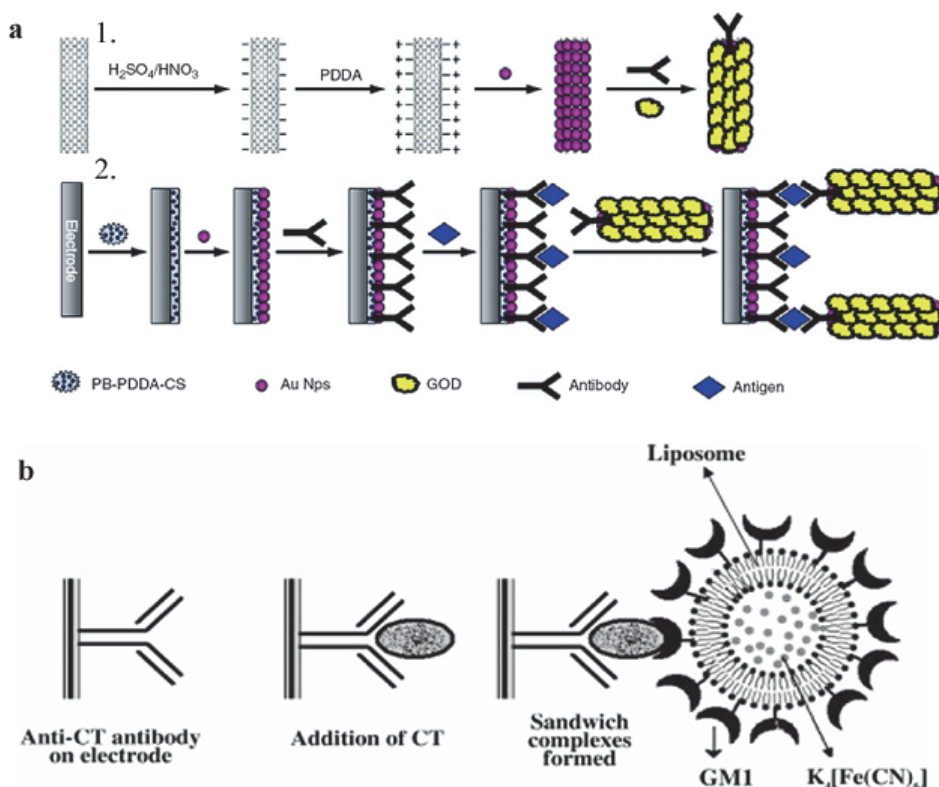 a
1.
H₂SO₄/HNO₃
PDDA
2.
Electrode
PB-PDDA-CS
Au Nps
GOD
Antibody
Antigen
b
Liposome
Anti-CT antibody
on electrode
Addition of CT
Sandwich
complexes
formed
GM1
K₄[Fe(CN)₆]